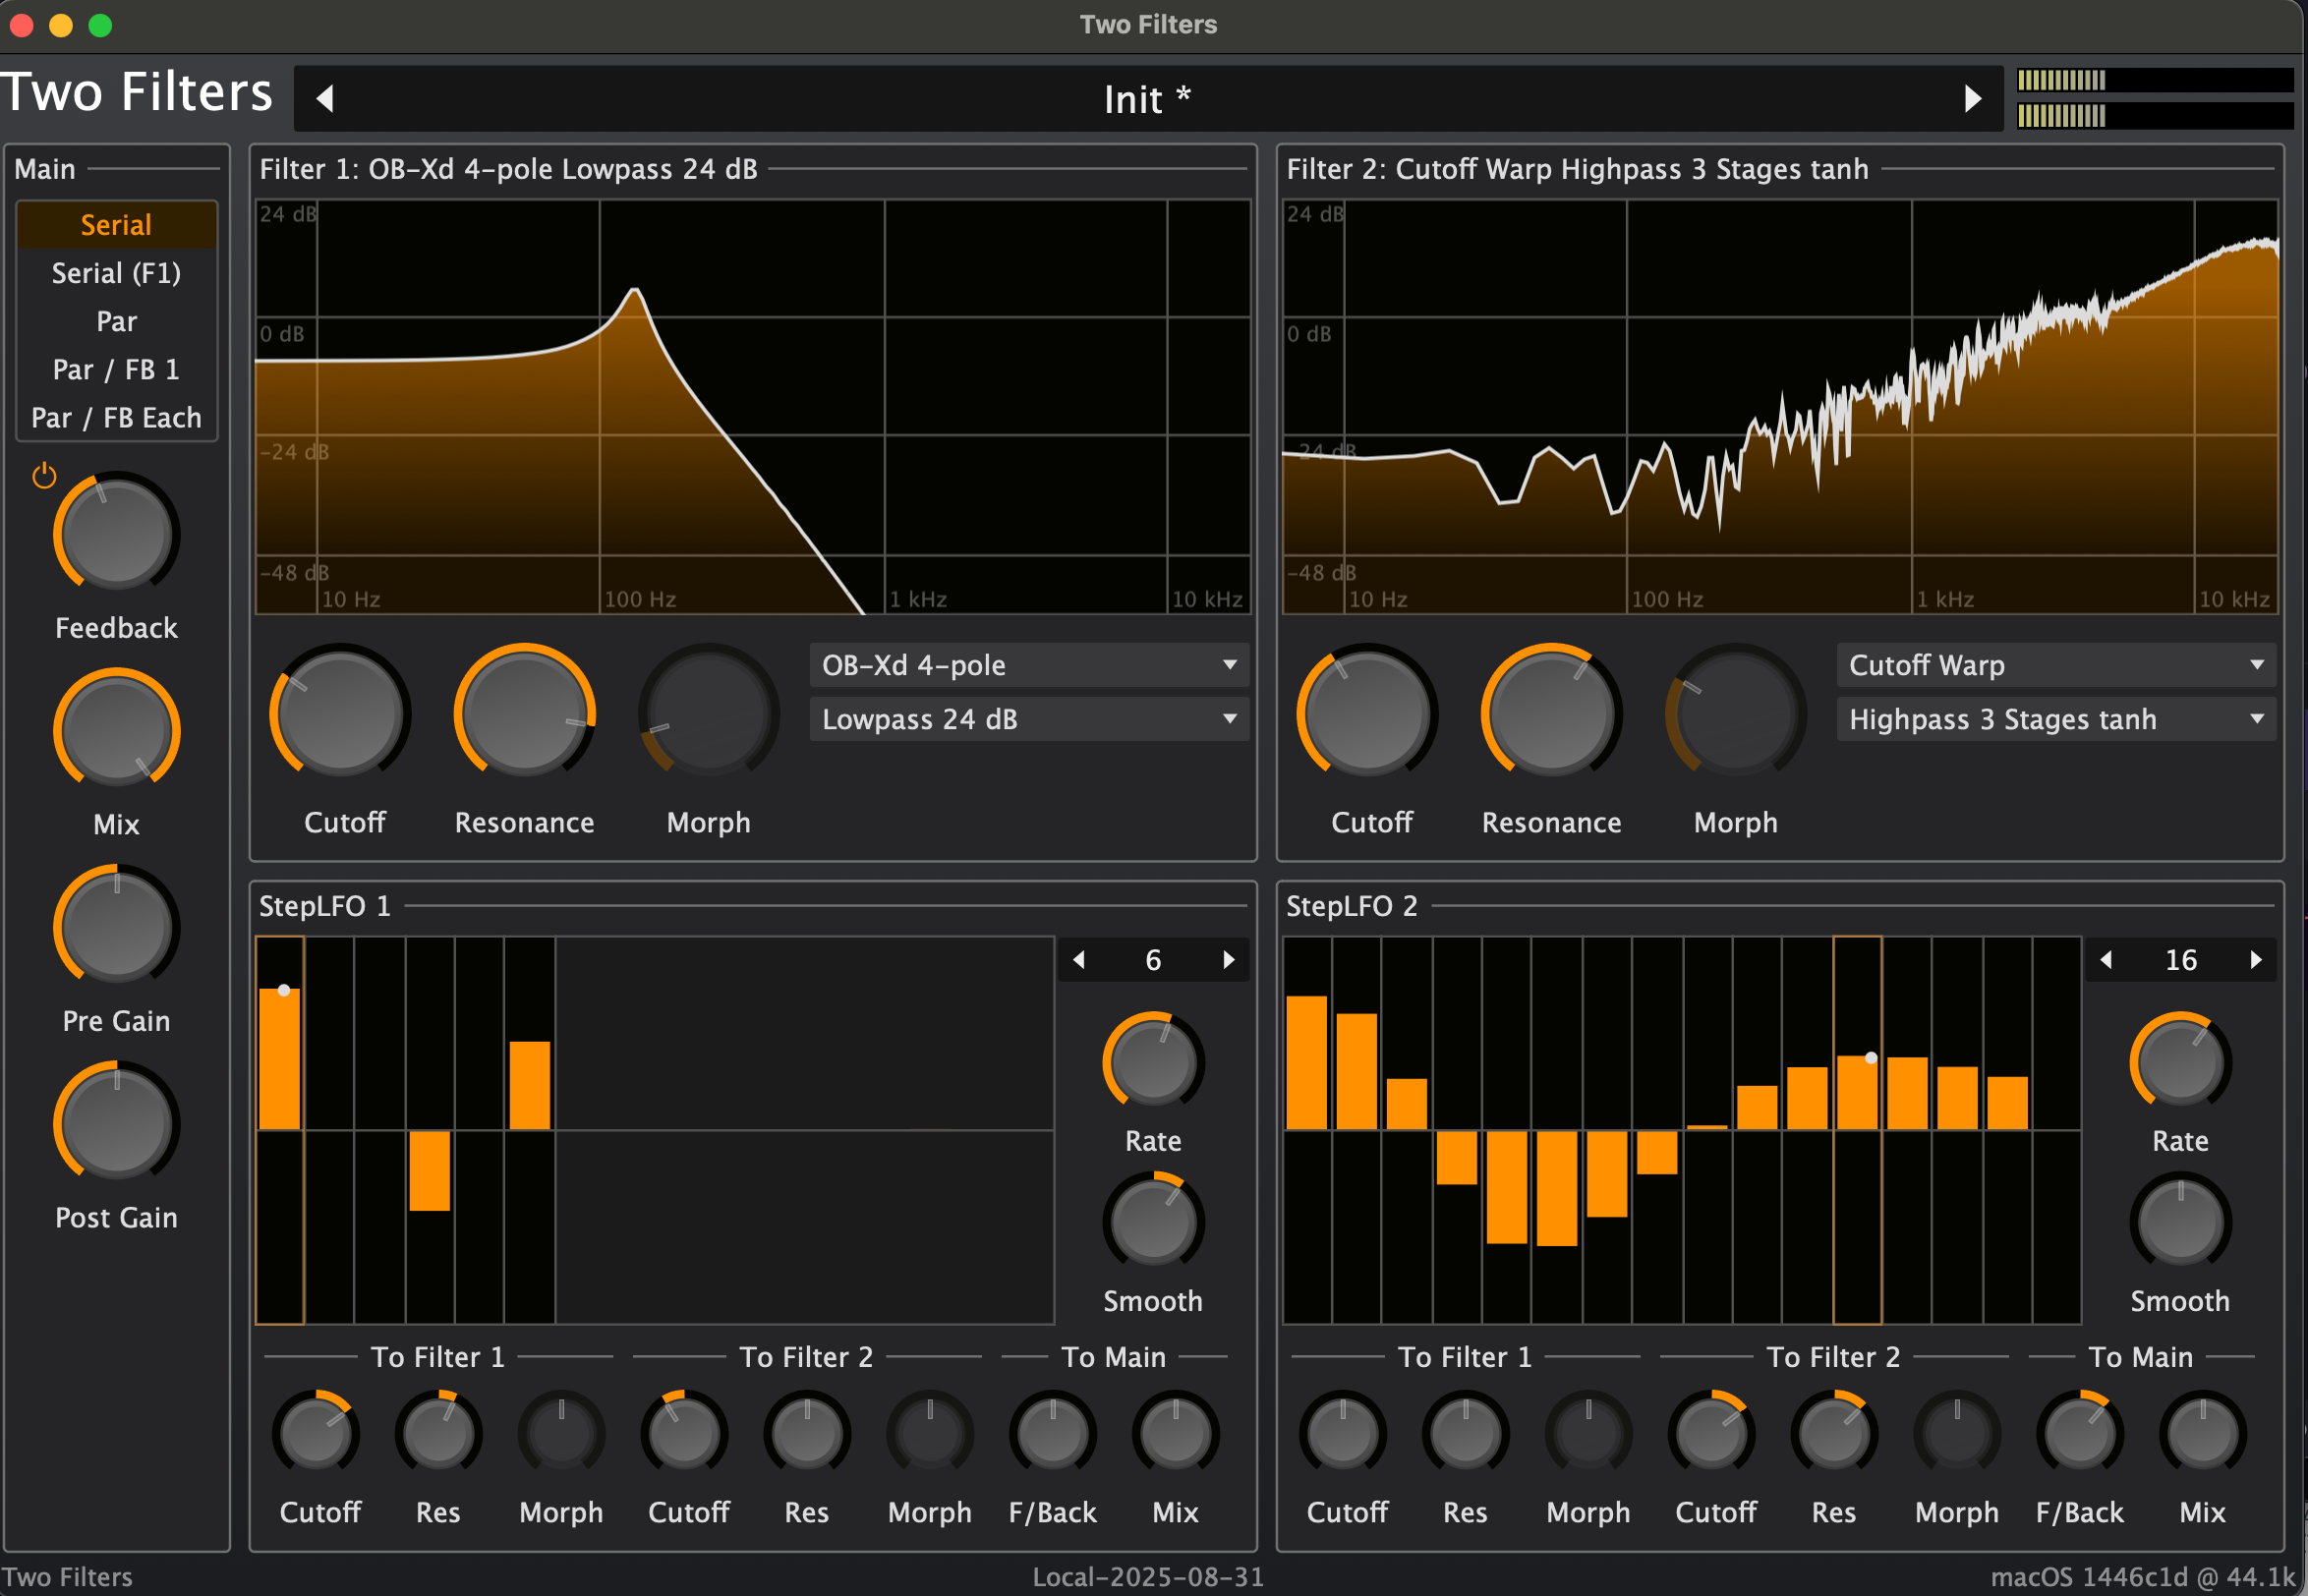 Two Filters
Two Filters
Init *
Main
Serial
Serial (F1)
Par
Par / FB 1
Par / FB Each
Feedback
Mix
Pre Gain
Post Gain
Filter 1: OB-Xd 4-pole Lowpass 24 dB
24 dB
0 dB
-24 dB
-48 dB
10 Hz
100 Hz
1 kHz
10 kHz
Cutoff
Resonance
Morph
OB-Xd 4-pole
Lowpass 24 dB
Filter 2: Cutoff Warp Highpass 3 Stages tanh
24 dB
0 dB
-24 dB
-48 dB
10 Hz
100 Hz
1 kHz
10 kHz
Cutoff
Resonance
Morph
Cutoff Warp
Highpass 3 Stages tanh
StepLFO 1
6
Rate
Smooth
To Filter 1
To Filter 2
To Main
Cutoff
Res
Morph
Cutoff
Res
Morph
F/Back
Mix
StepLFO 2
16
Rate
Smooth
To Filter 1
To Filter 2
To Main
Cutoff
Res
Morph
Cutoff
Res
Morph
F/Back
Mix
Two Filters
Local-2025-08-31
macOS 1446c1d @ 44.1k